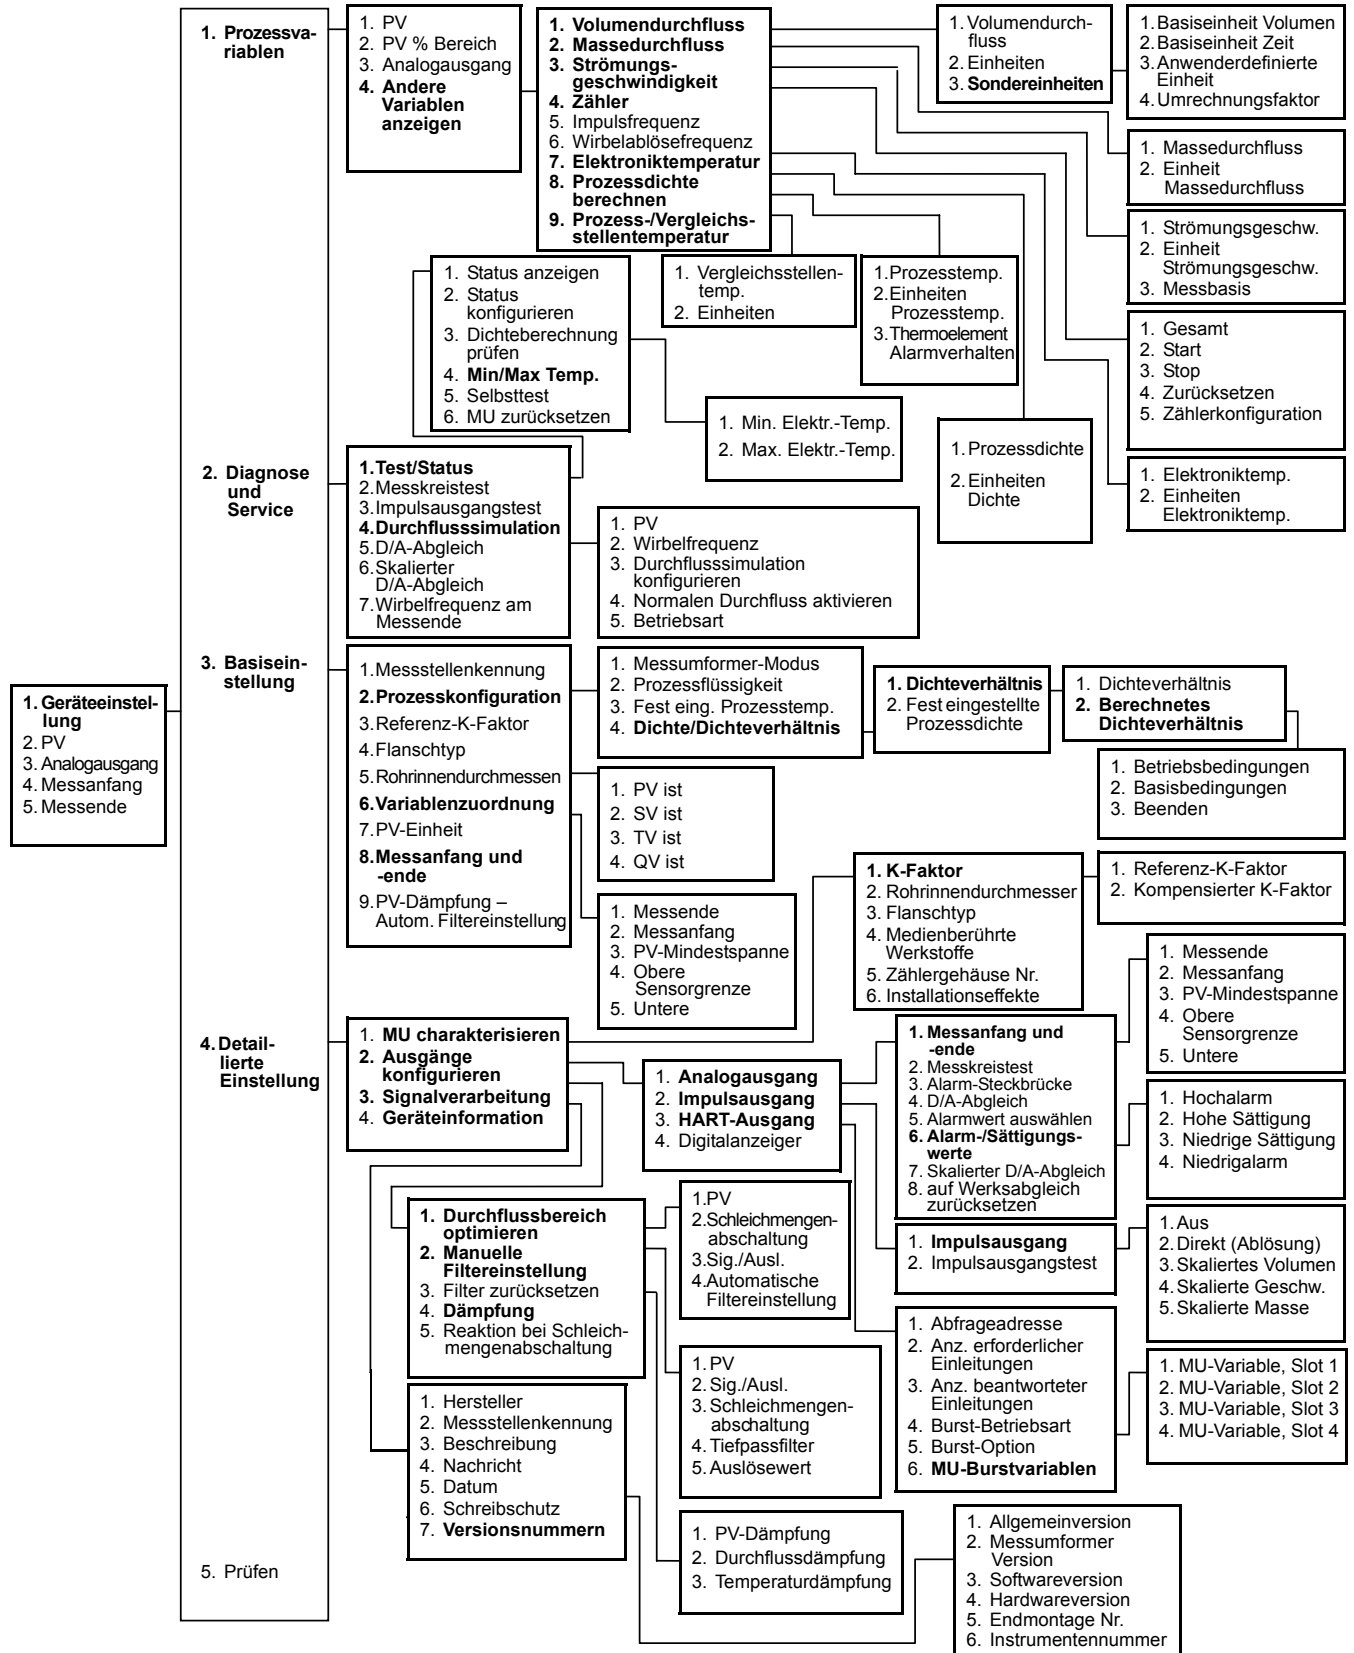 1. Geräteeinstel-
lung
2. PV
3. Analogausgang
4. Messanfang
5. Messende
1. Prozessva-
riablen
2. Diagnose
und
Service
3. Basisein-
stellung
4. Detail-
lierte
Einstellung
5. Prüfen
1. PV
2. PV % Bereich
3. Analogausgang
4. Andere
Variablen
anzeigen
1. Volumendurchfluss
2. Massedurchfluss
3. Strömungs-
geschwindigkeit
4. Zähler
5. Impulsfrequenz
6. Wirbelablösefrequenz
7. Elektroniktemperatur
8. Prozessdichte
berechnen
9. Prozess-/Vergleichs-
stellentemperatur
1. Volumendurch-
fluss
2. Einheiten
3. Sondereinheiten
1. Basiseinheit Volumen
2. Basiseinheit Zeit
3. Anwenderdefinierte
Einheit
4. Umrechnungsfaktor
1. Massedurchfluss
2. Einheit
Massedurchfluss
1. Strömungsgeschw.
2. Einheit
Strömungsgeschw.
3. Messbasis
1. Gesamt
2. Start
3. Stop
4. Zurücksetzen
5. Zählerkonfiguration
1. Elektroniktemp.
2. Einheiten
Elektroniktemp.
1. Prozessdichte
2. Einheiten
Dichte
1. Prozesstemp.
2. Einheiten
Prozesstemp.
3. Thermoelement
Alarmverhalten
1. Vergleichsstellen-
temp.
2. Einheiten
1. Status anzeigen
2. Status
konfigurieren
3. Dichteberechnung
prüfen
4. Min/Max Temp.
5. Selbsttest
6. MU zurücksetzen
1. Min. Elektr.-Temp.
2. Max. Elektr.-Temp.
1. Test/Status
2. Messkreistest
3. Impulsausgangstest
4. Durchflusssimulation
5. D/A-Abgleich
6. Skalierter
D/A-Abgleich
7. Wirbelfrequenz am
Messende
1. PV
2. Wirbelfrequenz
3. Durchflusssimulation
konfigurieren
4. Normalen Durchfluss aktivieren
5. Betriebsart
1. Messstellenkennung
2. Prozesskonfiguration
3. Referenz-K-Faktor
4. Flanschtyp
5. Rohrinnendurchmessen
6. Variablenzuordnung
7. PV-Einheit
8. Messanfang und
-ende
9. PV-Dämpfung –
Autom. Filtereinstellung
1. Messumformer-Modus
2. Prozessflüssigkeit
3. Fest eing. Prozesstemp.
4. Dichte/Dichteverhältnis
1. Dichteverhältnis
2. Fest eingestellte
Prozessdichte
1. Dichteverhältnis
2. Berechnetes
Dichteverhältnis
1. Betriebsbedingungen
2. Basisbedingungen
3. Beenden
1. PV ist
2. SV ist
3. TV ist
4. QV ist
1. Messende
2. Messanfang
3. PV-Mindestspanne
4. Obere
Sensorgrenze
5. Untere
1. MU charakterisieren
2. Ausgänge
konfigurieren
3. Signalverarbeitung
4. Geräteinformation
1. K-Faktor
2. Rohrinnendurchmesser
3. Flanschtyp
4. Medienberührte
Werkstoffe
5. Zählergehäuse Nr.
6. Installationseffekte
1. Referenz-K-Faktor
2. Kompensierter K-Faktor
1. Analogausgang
2. Impulsausgang
3. HART-Ausgang
4. Digitalanzeiger
1. Messanfang und
-ende
2. Messkreistest
3. Alarm-Steckbrücke
4. D/A-Abgleich
5. Alarmwert auswählen
6. Alarm-/Sättigungs-
werte
7. Skalierter D/A-Abgleich
8. auf Werksabgleich
zurücksetzen
1. Messende
2. Messanfang
3. PV-Mindestspanne
4. Obere
Sensorgrenze
5. Untere
1. Hochalarm
2. Hohe Sättigung
3. Niedrige Sättigung
4. Niedrigalarm
1. Impulsausgang
2. Impulsausgangstest
1. Aus
2. Direkt (Ablösung)
3. Skaliertes Volumen
4. Skalierte Geschw.
5. Skalierte Masse
1. Abfrageadresse
2. Anz. erforderlicher
Einleitungen
3. Anz. beantworteter
Einleitungen
4. Burst-Betriebsart
5. Burst-Option
6. MU-Burstvariablen
1. MU-Variable, Slot 1
2. MU-Variable, Slot 2
3. MU-Variable, Slot 3
4. MU-Variable, Slot 4
1. Durchflussbereich
optimieren
2. Manuelle
Filtereinstellung
3. Filter zurücksetzen
4. Dämpfung
5. Reaktion bei Schleich-
mengenabschaltung
1. PV
2. Schleichmengen-
abschaltung
3. Sig./Ausl.
4. Automatische
Filtereinstellung
1. PV
2. Sig./Ausl.
3. Schleichmengen-
abschaltung
4. Tiefpassfilter
5. Auslösewert
1. PV-Dämpfung
2. Durchflussdämpfung
3. Temperaturdämpfung
1. Hersteller
2. Messstellenkennung
3. Beschreibung
4. Nachricht
5. Datum
6. Schreibschutz
7. Versionsnummern
1. Allgemeinversion
2. Messumformer
Version
3. Softwareversion
4. Hardwareversion
5. Endmontage Nr.
6. Instrumentennummer